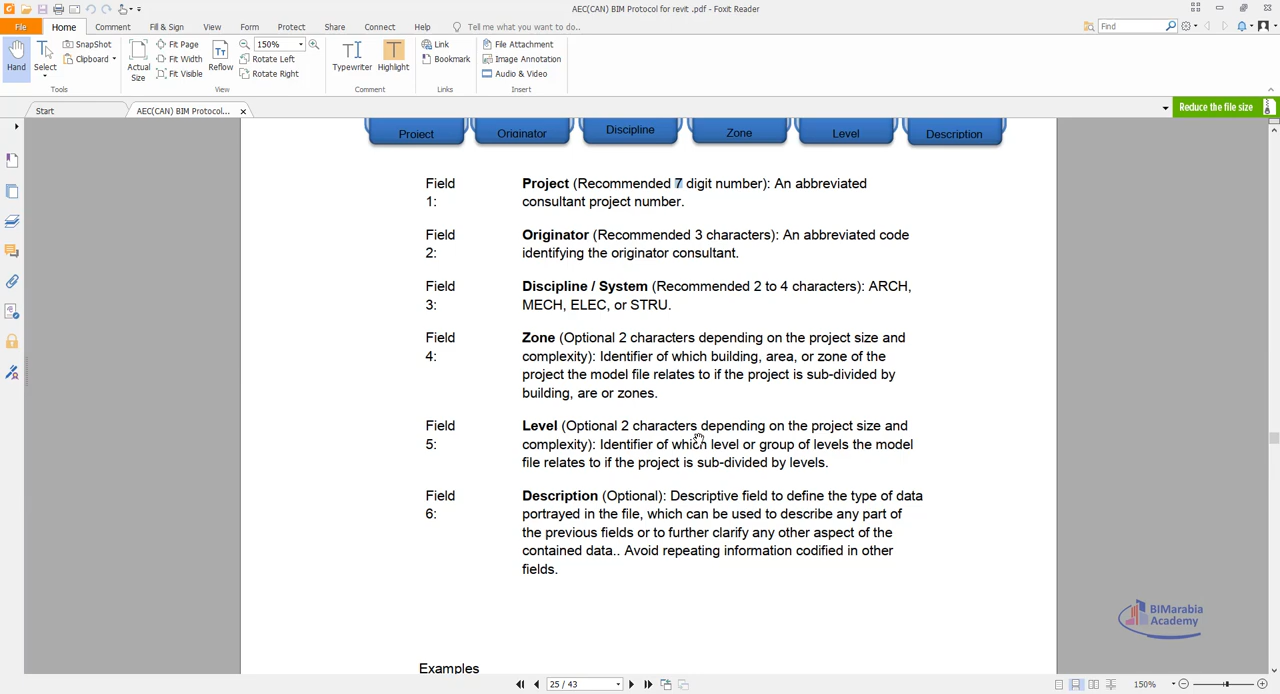 AEC(CAN) BIM Protocol for revit .pdf - Foxit Reader
File Home Comment Fill & Sign View Form Protect Share Connect Help Tell me what you want to do.. Find
SnapShot Fit Page 150% Link File Attachment
Clipboard Fit Width Rotate Left Bookmark Image Annotation
Hand Select Actual Size Fit Visible Reflow Rotate Right Typewriter Highlight Audio & Video
Tools View Comment Links Insert
Start AEC(CAN) BIM Protocol... Reduce the file size
Project Originator Discipline Zone Level Description
Field 1: Project (Recommended 7 digit number): An abbreviated
consultant project number.
Field 2: Originator (Recommended 3 characters): An abbreviated code
identifying the originator consultant.
Field 3: Discipline / System (Recommended 2 to 4 characters): ARCH,
MECH, ELEC, or STRU.
Field 4: Zone (Optional 2 characters depending on the project size and
complexity): Identifier of which building, area, or zone of the
project the model file relates to if the project is sub-divided by
building, are or zones.
Field 5: Level (Optional 2 characters depending on the project size and
complexity): Identifier of which level or group of levels the model
file relates to if the project is sub-divided by levels.
Field 6: Description (Optional): Descriptive field to define the type of data
portrayed in the file, which can be used to describe any part of
the previous fields or to further clarify any other aspect of the
contained data.. Avoid repeating information codified in other
fields.
BIMarabia
Academy
Examples
25 / 43 150%